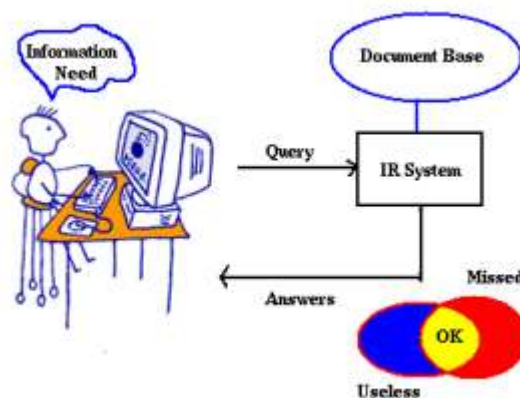 Information
Need
Document Base
Query
IR System
Answers
Missed
OK
Useless